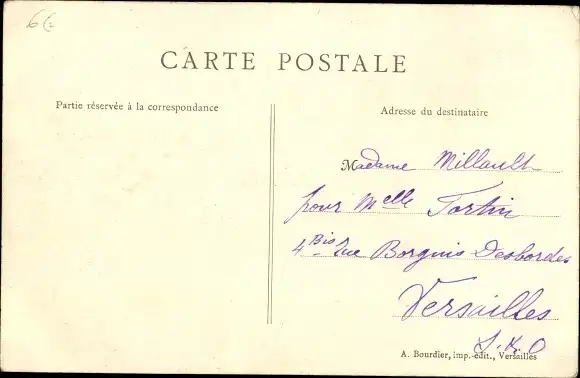 CARTE POSTALE
Partie réservée à la correspondance
Adresse du destinataire
Madame Millault
pour Melle Tortin
4 Bis rue Borgnis Desbordes
Versailles
A. Bourdier, imp.-édit., Versailles